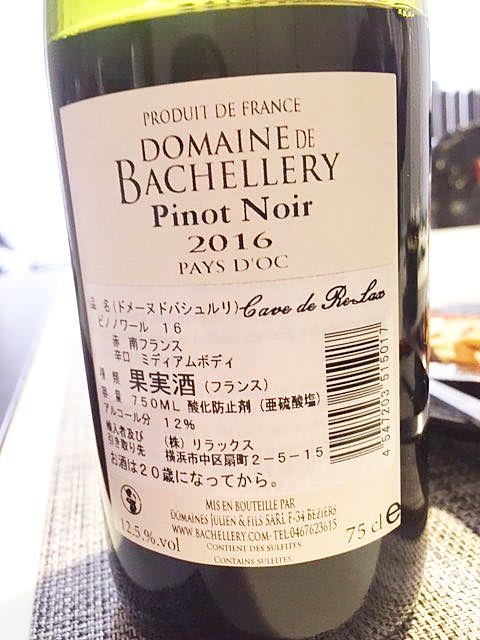 PRODUIT DE FRANCE
DOMAINE DE
BACHELLERY
Pinot Noir
2016
PAYS D'OC
品 名 (ドメーヌドバシュルリ) Cave de Re-Lax
ピノノワール 16
赤 南フランス
辛口 ミディアムボディ
種 類 果実酒 (フランス)
容 量 750ML 酸化防止剤 (亜硫酸塩)
アルコール分 12%
輸入者及び
引き取り先 (株) リラックス
横浜市中区扇町2-5-15
お酒は20歳になってから。
4 547203 515017
MIS EN BOUTEILLE PAR
DOMAINES JULIEN & FILS SARL F-34 BEZIERS
WWW.BACHELLERY.COM-TEL:0467623615
12,5.%.vol
75 cl e
CONTIENT DES SULFITES
CONTAINS SULFITES